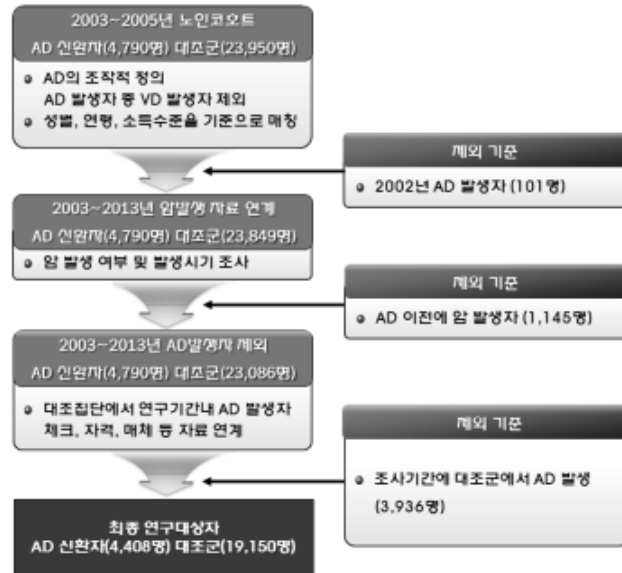 2003~2005년 노인코오트
AD 신환자(4,790명) 대조군(23,950명)
AD의 조작적 정의
AD 발생자 중 VD 발생자 제외
성별, 연령, 소득수준을 기준으로 매칭
제외 기준
2002년 AD 발생자 (101명)
2003~2013년 암발생 자료 연계
AD 신환자(4,790명) 대조군(23,849명)
암 발생 여부 및 발생시기 조사
제외 기준
AD 이전에 암 발생자 (1,145명)
2003~2013년 AD발생자 제외
AD 신환자(4,790명) 대조군(23,086명)
대조집단에서 연구기간내 AD 발생자
체크, 자격, 매체 등 자료 연계
제외 기준
조사기간에 대조군에서 AD 발생
(3,936명)
최종 연구대상자
AD 신환자(4,408명) 대조군(19,150명)